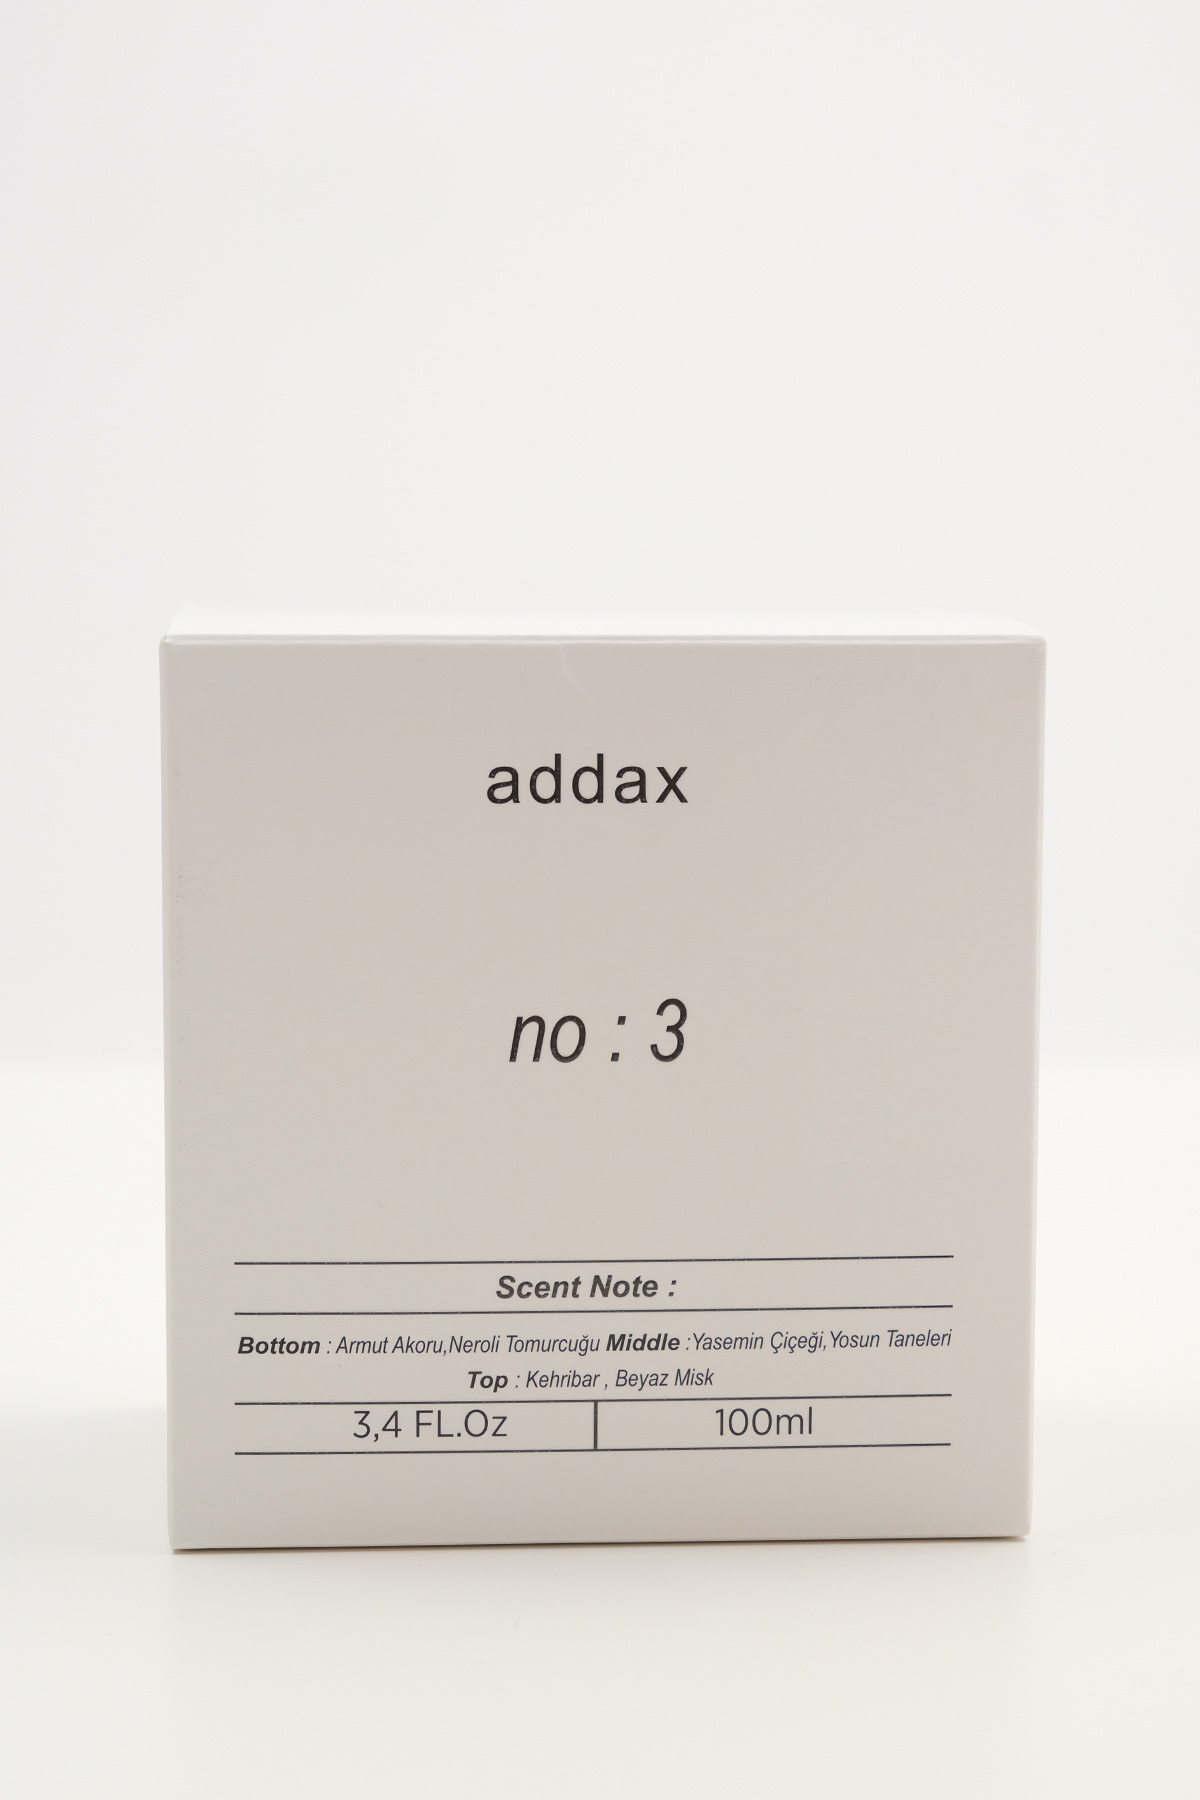 addax
no : 3
Scent Note :
Bottom : Armut Akoru,Neroli Tomurcuğu Middle :Yasemin Çiçeği,Yosun Taneleri
Top : Kehribar , Beyaz Misk
3,4 FL.Oz 100ml